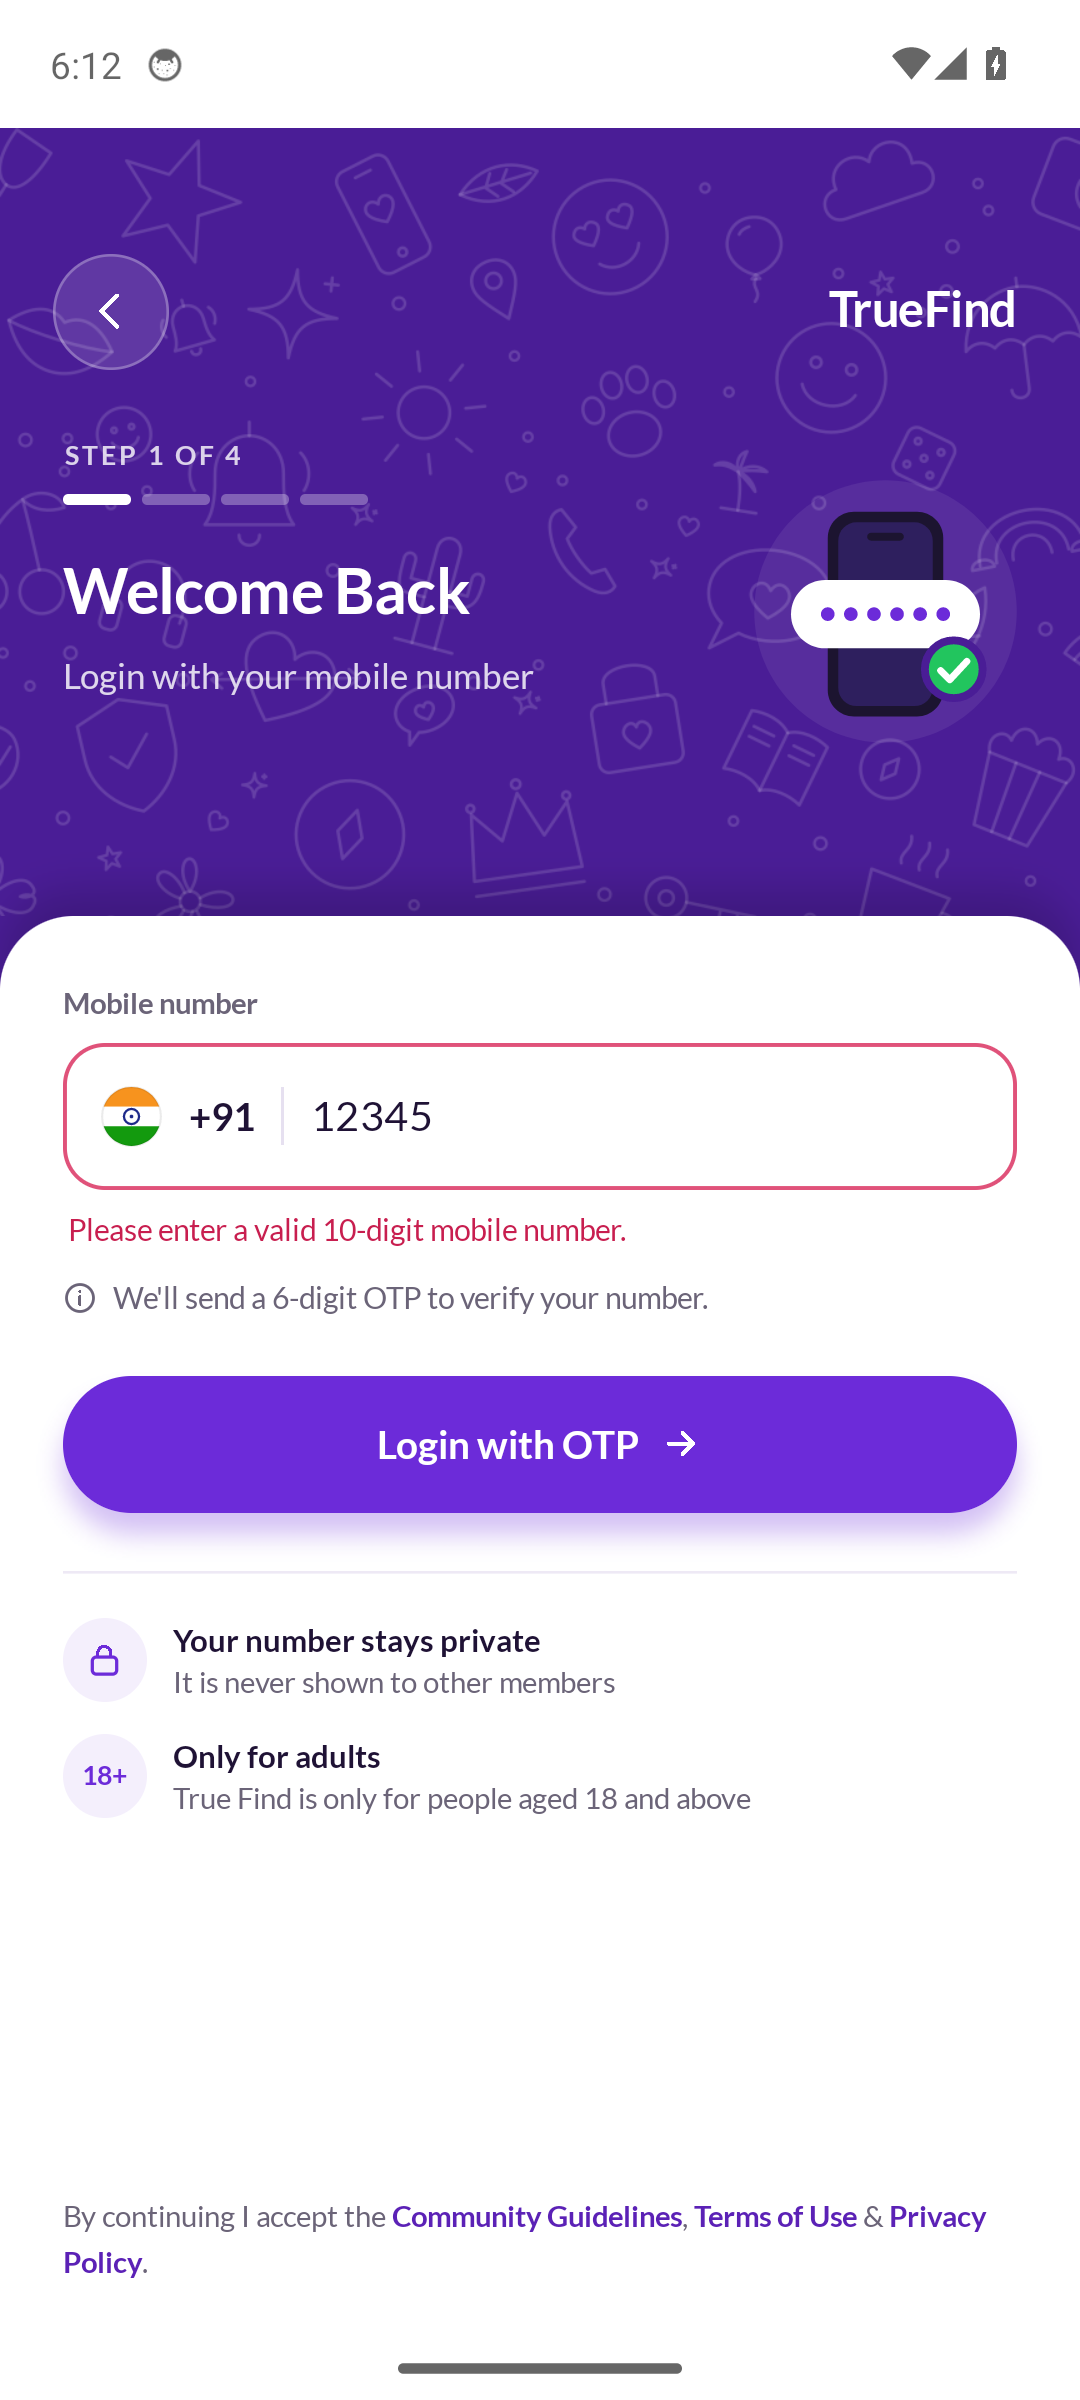 6:12
TrueFind
STEP 1 OF 4
Welcome Back
Login with your mobile number
Mobile number
+91 12345
Please enter a valid 10-digit mobile number.
We'll send a 6-digit OTP to verify your number.
Login with OTP →
Your number stays private
It is never shown to other members
18+
Only for adults
True Find is only for people aged 18 and above
By continuing I accept the Community Guidelines, Terms of Use & Privacy
Policy.